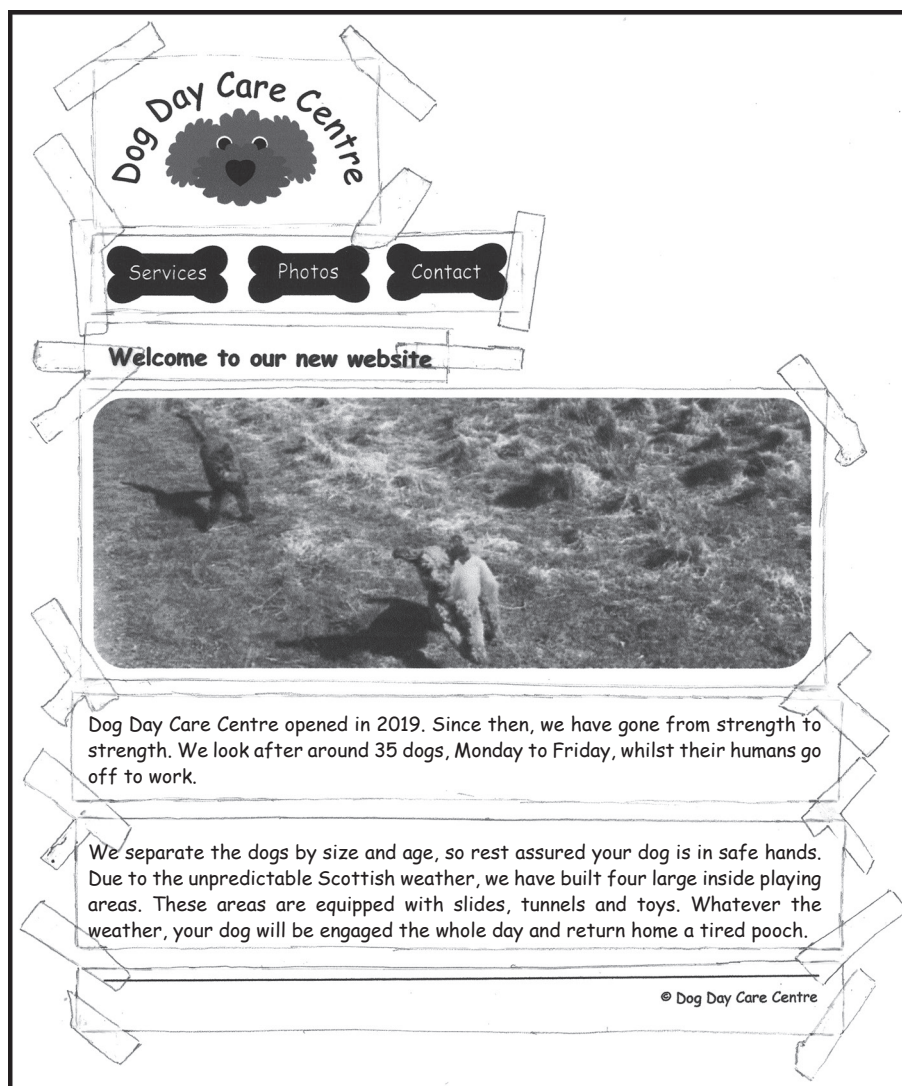 Dog Day Care Centre
Services Photos Contact
Welcome to our new website
Dog Day Care Centre opened in 2019. Since then, we have gone from strength to
strength. We look after around 35 dogs, Monday to Friday, whilst their humans go
off to work.
We separate the dogs by size and age, so rest assured your dog is in safe hands.
Due to the unpredictable Scottish weather, we have built four large inside playing
areas. These areas are equipped with slides, tunnels and toys. Whatever the
weather, your dog will be engaged the whole day and return home a tired pooch.
© Dog Day Care Centre